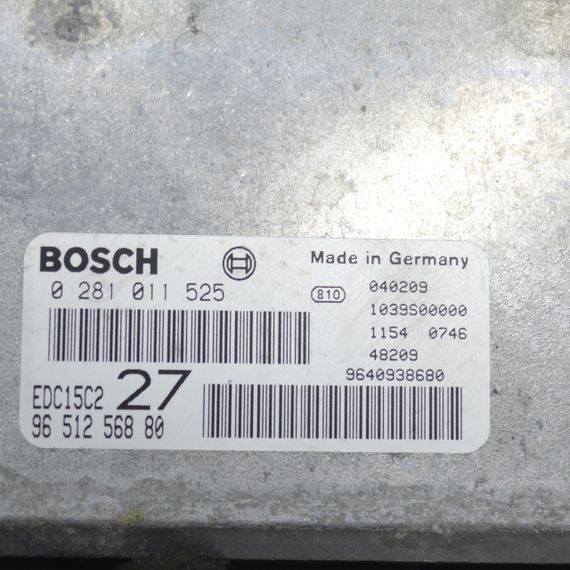 BOSCH
Made in Germany
0 281 011 525
810
040209
1039S00000
1154 0746
48209
9640938680
EDC15C2 27
96 512 568 80